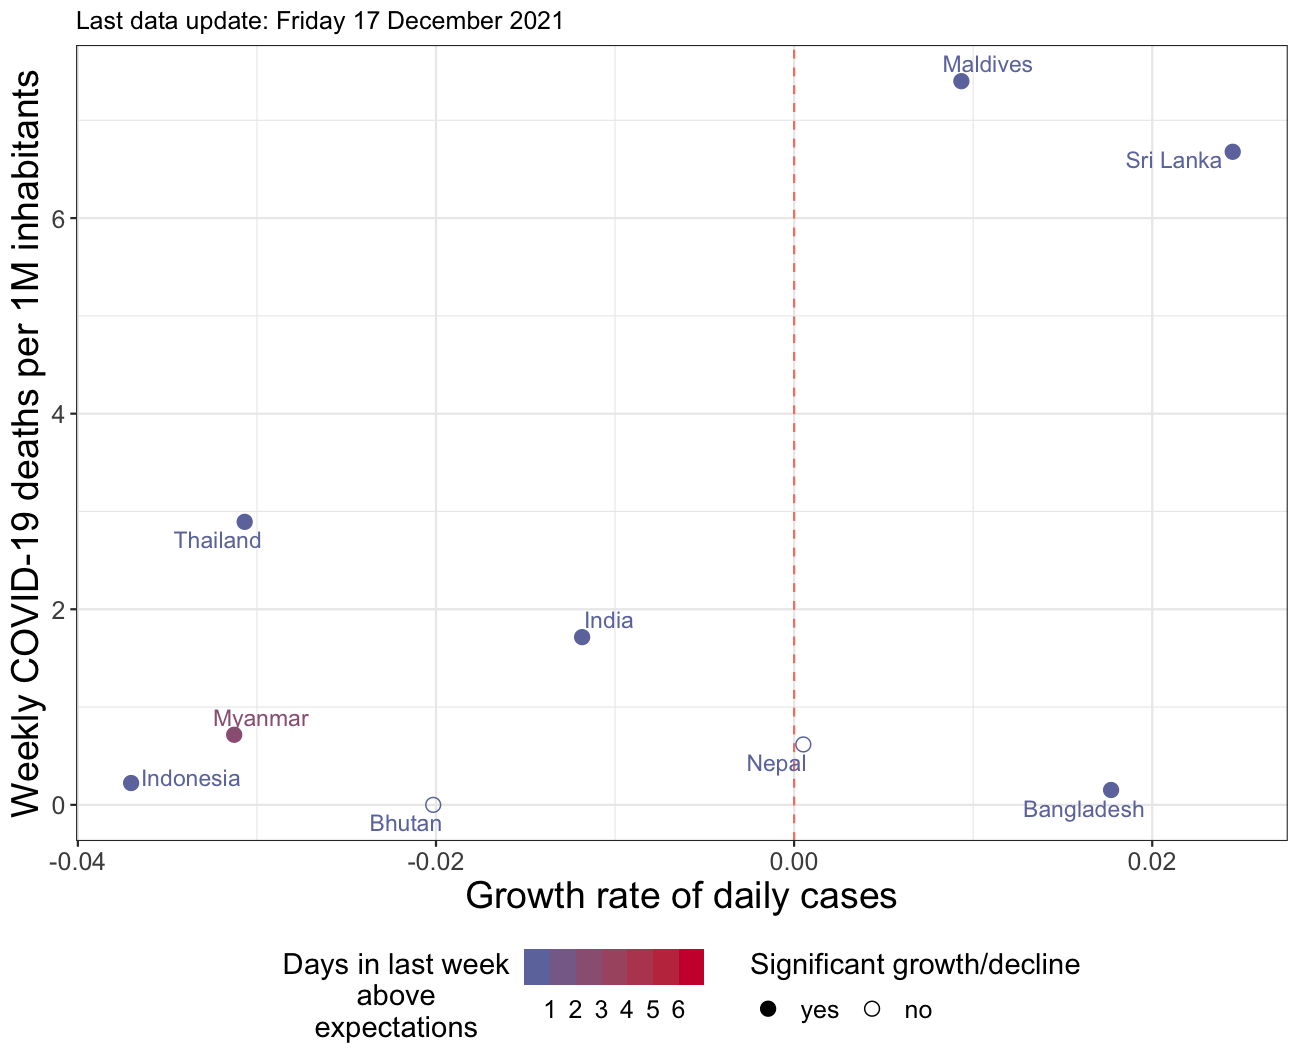 Last data update: Friday 17 December 2021
Weekly COVID-19 deaths per 1M inhabitants
Maldives
Sri Lanka
6
4
Thailand
2
India
Myanmar
Nepal
Indonesia
0
Bangladesh
Bhutan
-0.04 -0.02 0.00 0.02
Growth rate of daily cases
Days in last week
above
expectations
1 2 3 4 5 6
Significant growth/decline
yes no